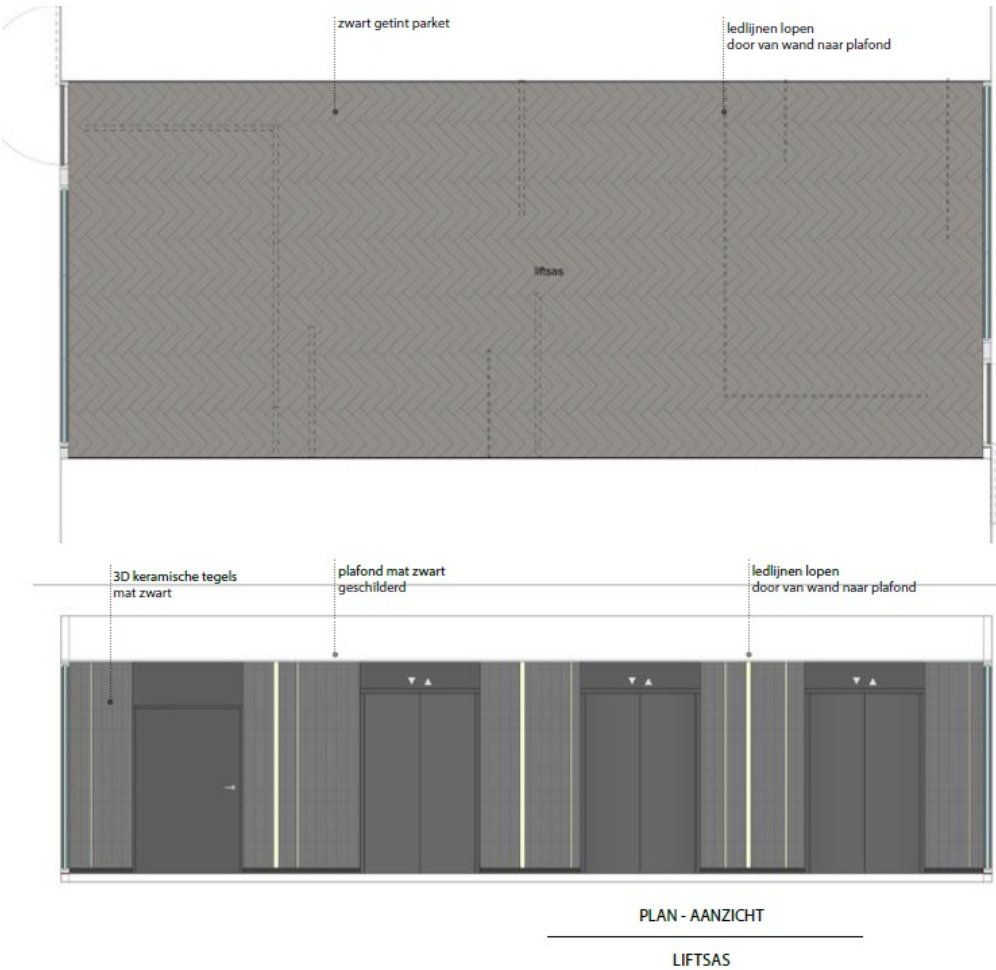 zwart getint parket
ledlijnen lopen
door van wand naar plafond
liftsas
3D keramische tegels
mat zwart
plafond mat zwart
geschilderd
ledlijnen lopen
door van wand naar plafond
PLAN - AANZICHT
LIFTSAS